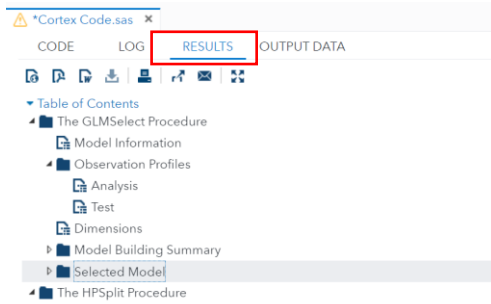 *Cortex Code.sas ×
CODE LOG RESULTS OUTPUT DATA
Table of Contents
The GLMSelect Procedure
Model Information
Observation Profiles
Analysis
Test
Dimensions
Model Building Summary
Selected Model
The HPSplit Procedure